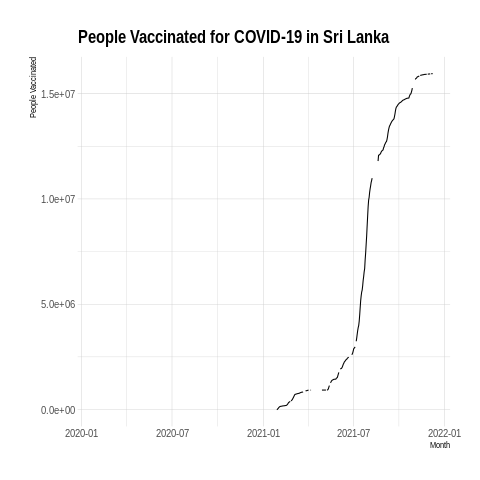 People Vaccinated for COVID-19 in Sri Lanka
People Vaccinated
1.5e+07
1.0e+07
5.0e+06
0.0e+00
2020-01 2020-07 2021-01 2021-07 2022-01
Month